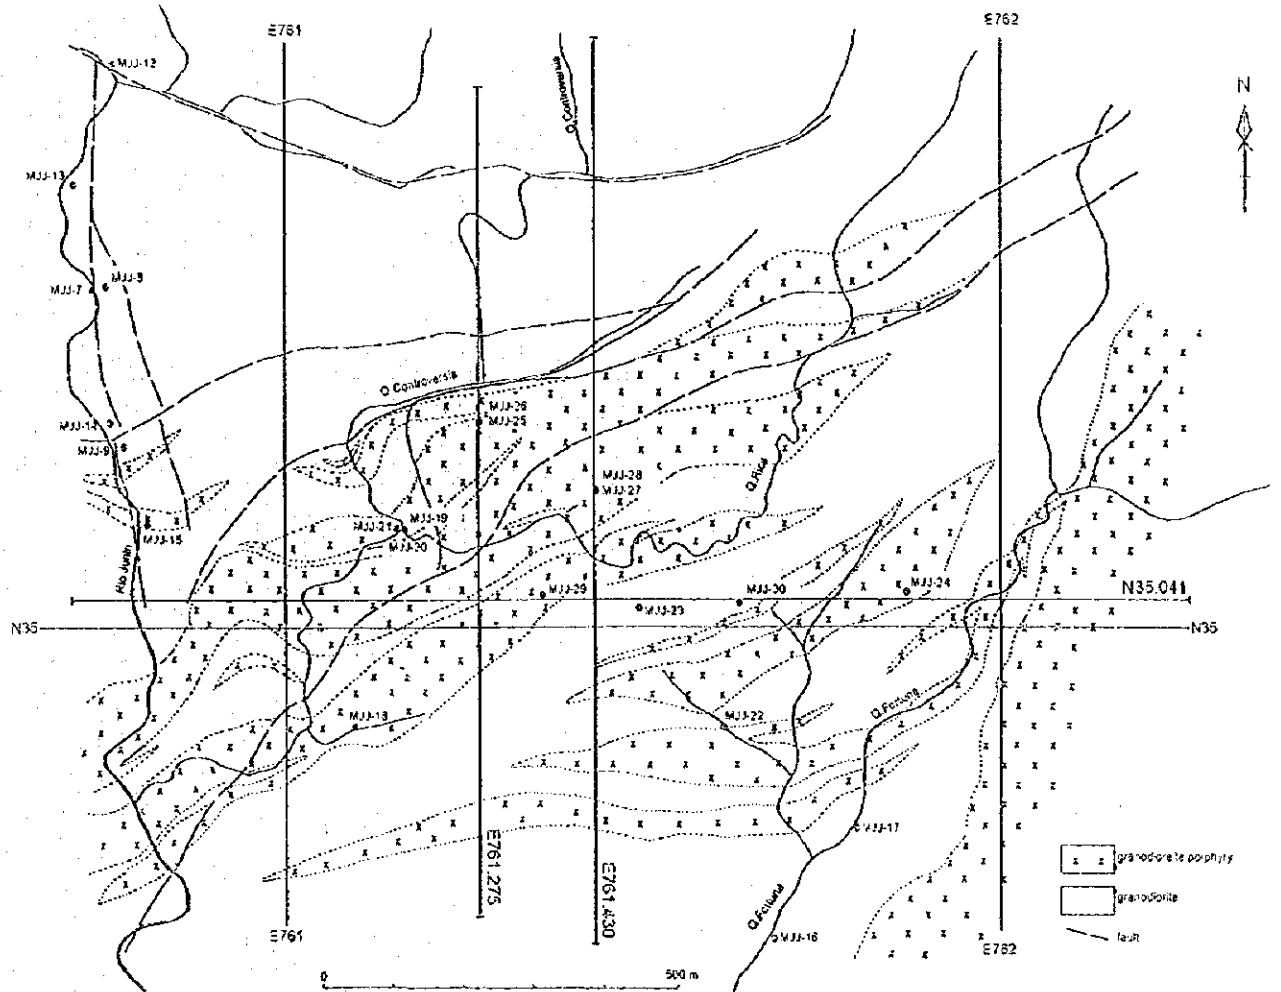 E761
E762
MJJ-12
Q.Controversia
N
MJJ-13
MJJ-8
MJJ-7
Q Controversia
MJJ-26
MJJ-25
MJJ-14
MJJ-9
MJJ-28
MJJ-27
Q.Rica
MJJ-19
MJJ-21
MJJ-20
MJJ-15
Rio Junin
MJJ-29
MJJ-30
MJJ-24
MJJ-23
N35.041
N35
N35
MJJ-18
MJJ-22
Q.Fortuna
MJJ-17
E761.275
E761.430
granodiorite porphyry
granodiorite
fault
Q.Fortuna
MJJ-16
E761
E762
0
500 m